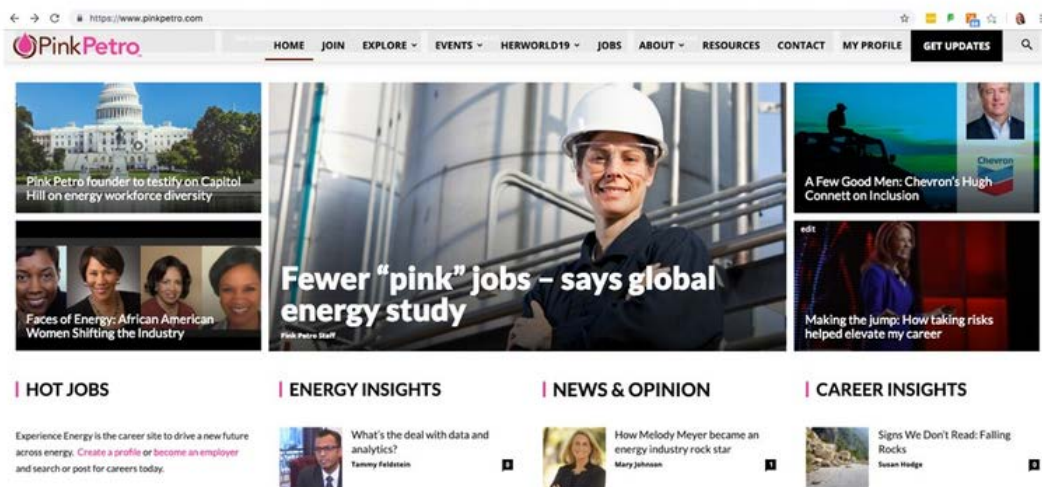 https://www.pinkpetro.com
PinkPetro
HOME JOIN EXPLORE EVENTS HERWORLD19 JOBS ABOUT RESOURCES CONTACT MY PROFILE GET UPDATES
Pink Petro founder to testify on Capitol
Hill on energy workforce diversity
Faces of Energy: African American
Women Shifting the Industry
Fewer “pink” jobs – says global
energy study
Pink Petro Staff
Chevron
A Few Good Men: Chevron's Hugh
Connett on Inclusion
edit
Making the jump: How taking risks
helped elevate my career
HOT JOBS
Experience Energy is the career site to drive a new future
across energy. Create a profile or become an employer
and search or post for careers today.
ENERGY INSIGHTS
What's the deal with data and
analytics?
Tammy Feldstein
0
NEWS & OPINION
How Melody Meyer became an
energy industry rock star
Mary Johnson
1
CAREER INSIGHTS
Signs We Don't Read: Falling
Rocks
Susan Hodge
0